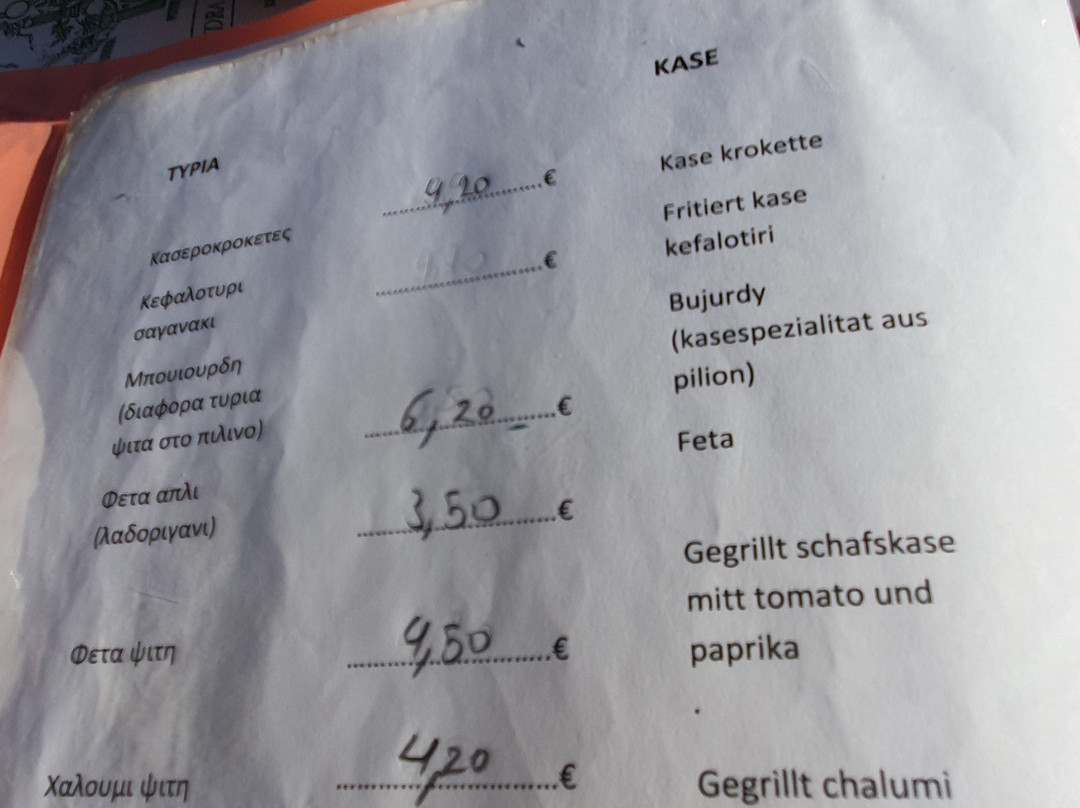 KASE
ΤΥΡΙΑ
4,20 €
Kase krokette
Κασεροκροκετες
€
Fritiert kase
kefalotiri
Κεφαλοτυρι
σαγανακι
Μπουιουρδη
(διαφορα τυρια
ψιτα στο πιλινο)
6,20 €
Bujurdy
(kasespezialitat aus
pilion)
Φετα απλι
(λαδοριγανι)
3,50 €
Feta
Φετα ψιτη
4,50 €
Gegrillt schafskase
mitt tomato und
paprika
.
Χαλουμι ψιτη
4,20 €
Gegrillt chalumi